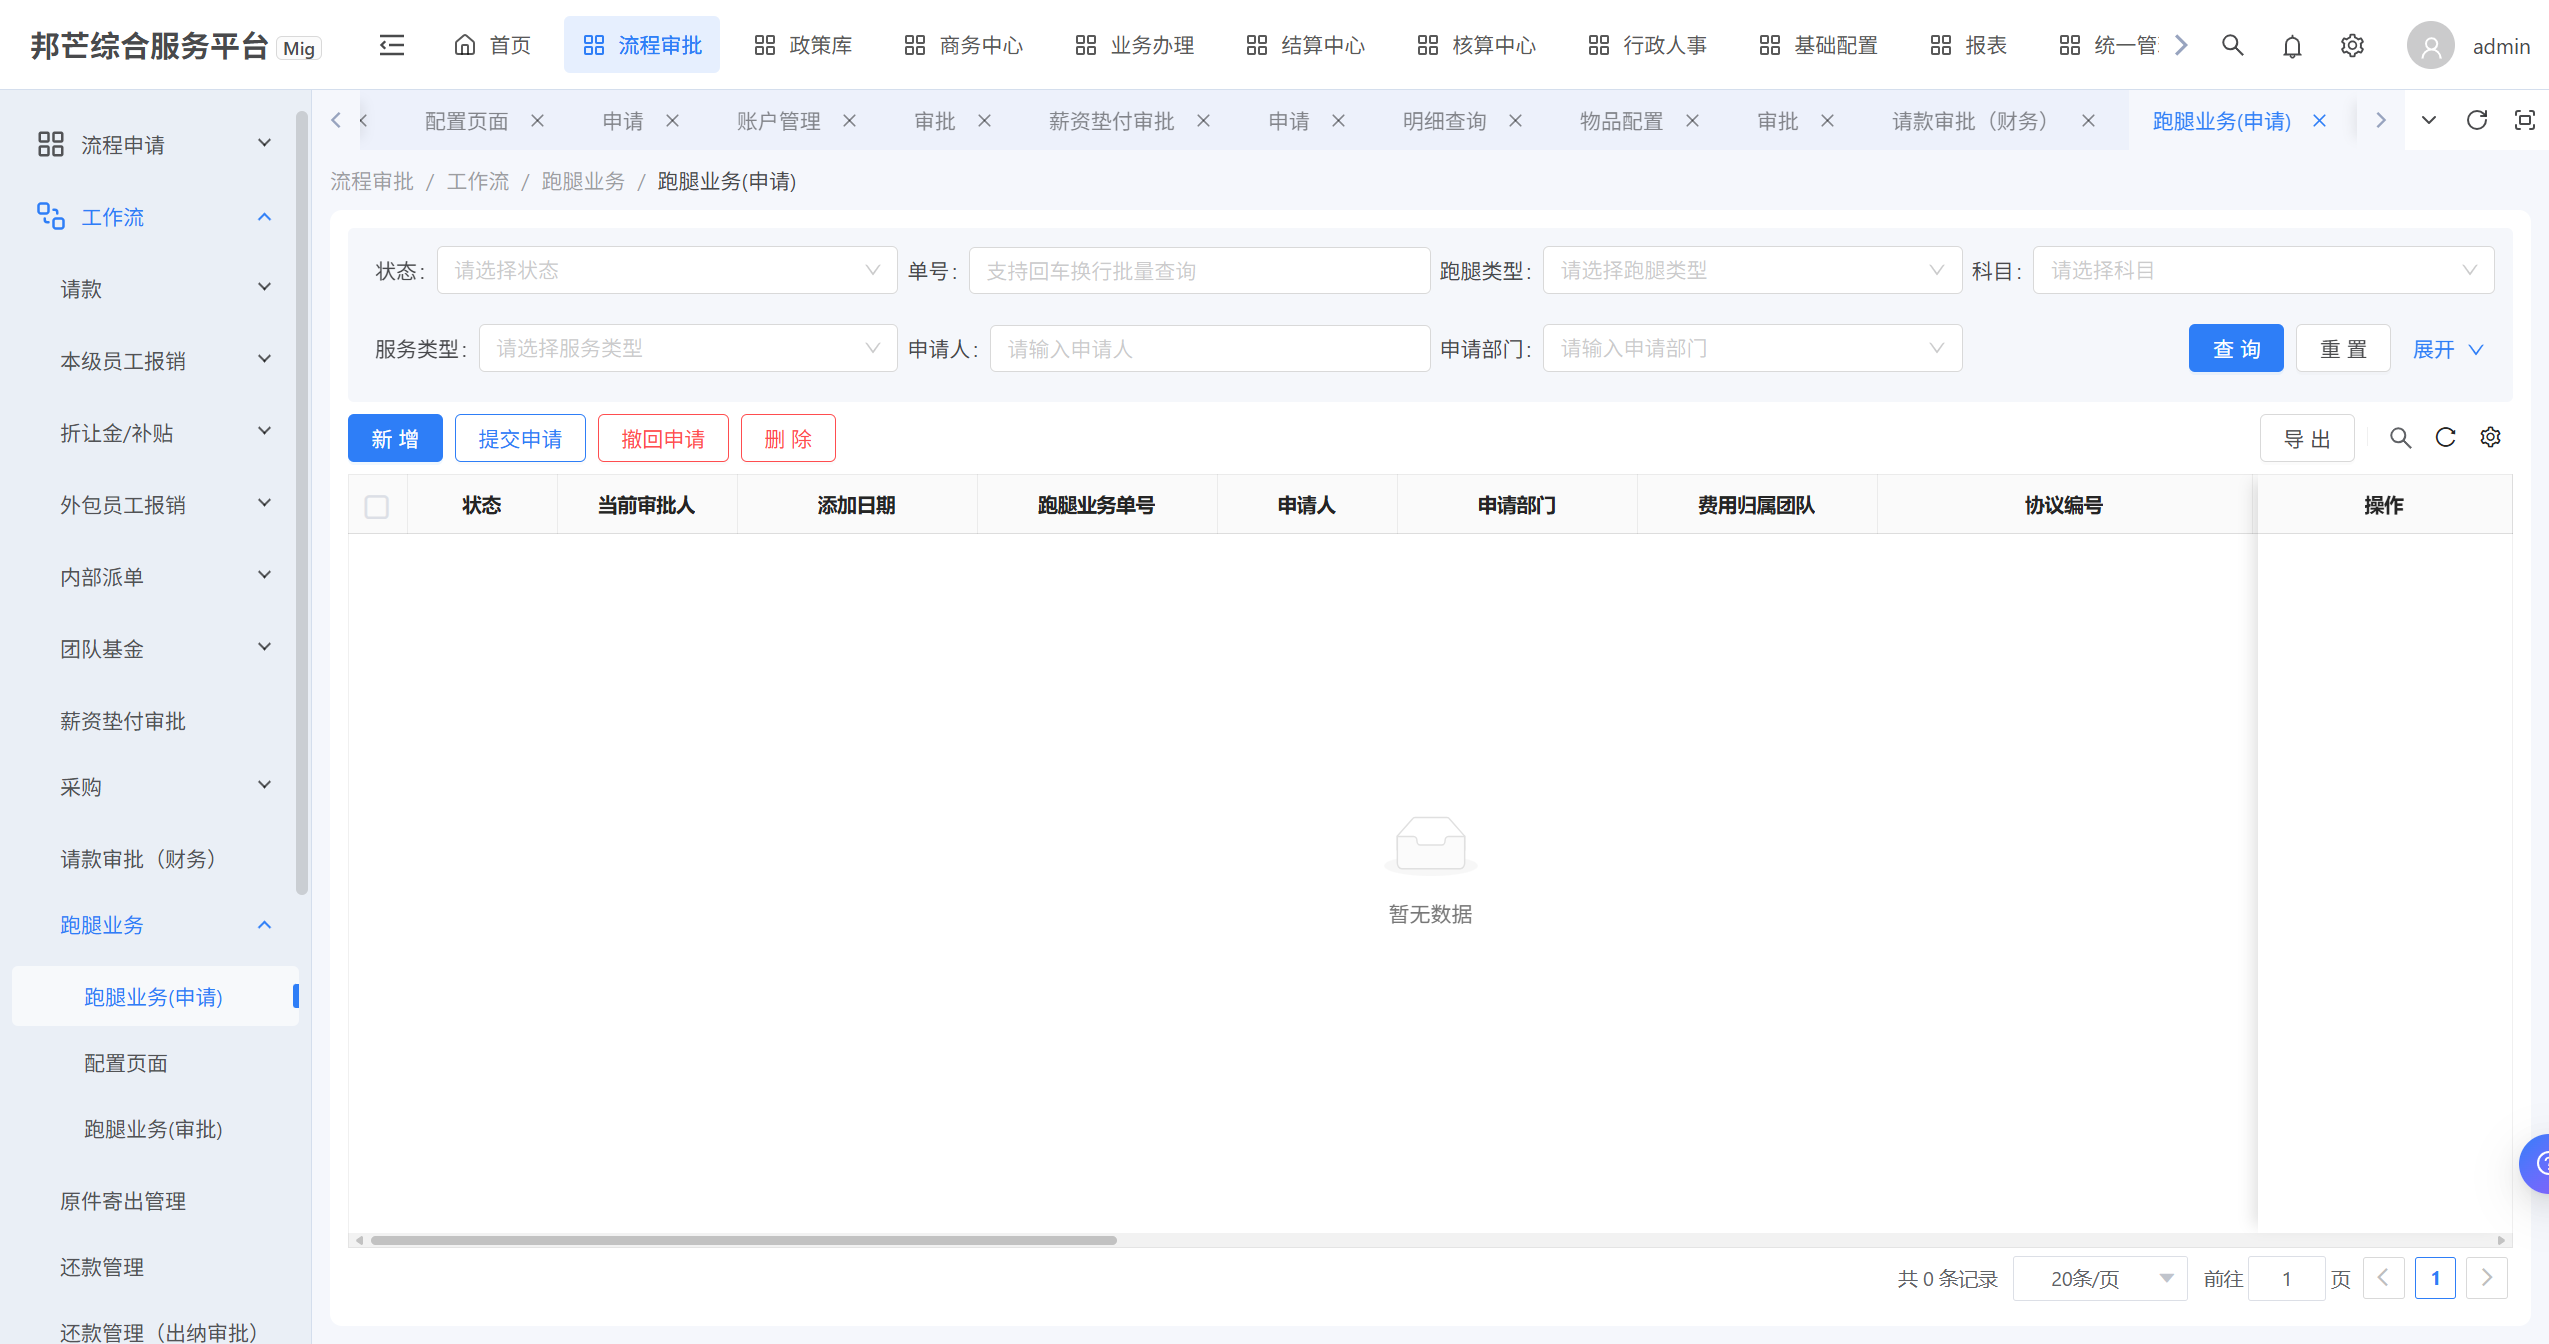 邦芒综合服务平台 Mig 首页 流程审批 政策库 商务中心 业务办理 结算中心 核算中心 行政人事 基础配置 报表 统一管 admin
配置页面 申请 账户管理 审批 薪资垫付审批 申请 明细查询 物品配置 审批 请款审批（财务） 跑腿业务(申请)
流程审批 / 工作流 / 跑腿业务 / 跑腿业务(申请)
流程申请
工作流
请款
本级员工报销
折让金/补贴
外包员工报销
内部派单
团队基金
薪资垫付审批
采购
请款审批（财务）
跑腿业务
跑腿业务(申请)
配置页面
跑腿业务(审批)
原件寄出管理
还款管理
还款管理（出纳审批）
状态: 请选择状态 单号: 支持回车换行批量查询 跑腿类型: 请选择跑腿类型 科目: 请选择科目
服务类型: 请选择服务类型 申请人: 请输入申请人 申请部门: 请输入申请部门 查 询 重 置 展开
新 增 提交申请 撤回申请 删 除 导 出
状态 当前审批人 添加日期 跑腿业务单号 申请人 申请部门 费用归属团队 协议编号 操作
暂无数据
共 0 条记录 20条/页 前往 1 页 1